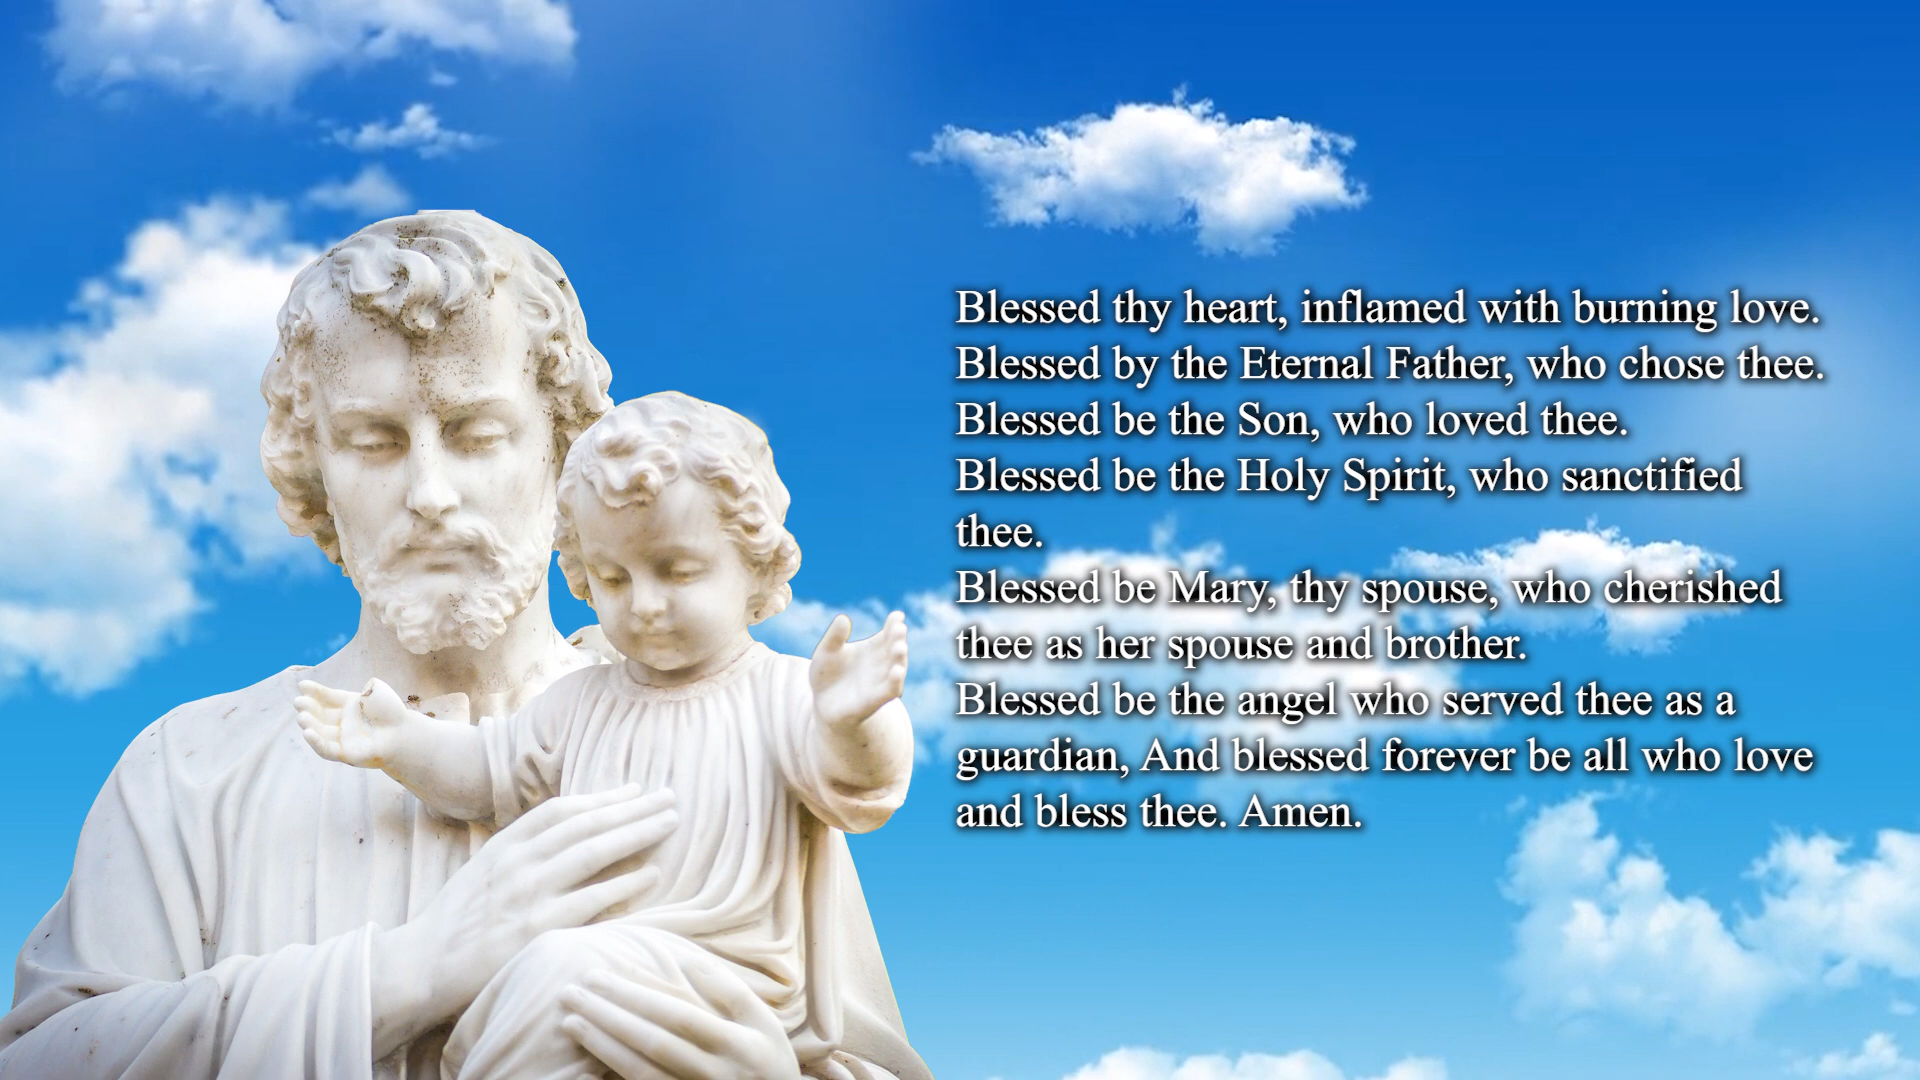 Blessed thy heart, inflamed with burning love.
Blessed by the Eternal Father, who chose thee.
Blessed be the Son, who loved thee.
Blessed be the Holy Spirit, who sanctified
thee.
Blessed be Mary, thy spouse, who cherished
thee as her spouse and brother.
Blessed be the angel who served thee as a
guardian, And blessed forever be all who love
and bless thee. Amen.